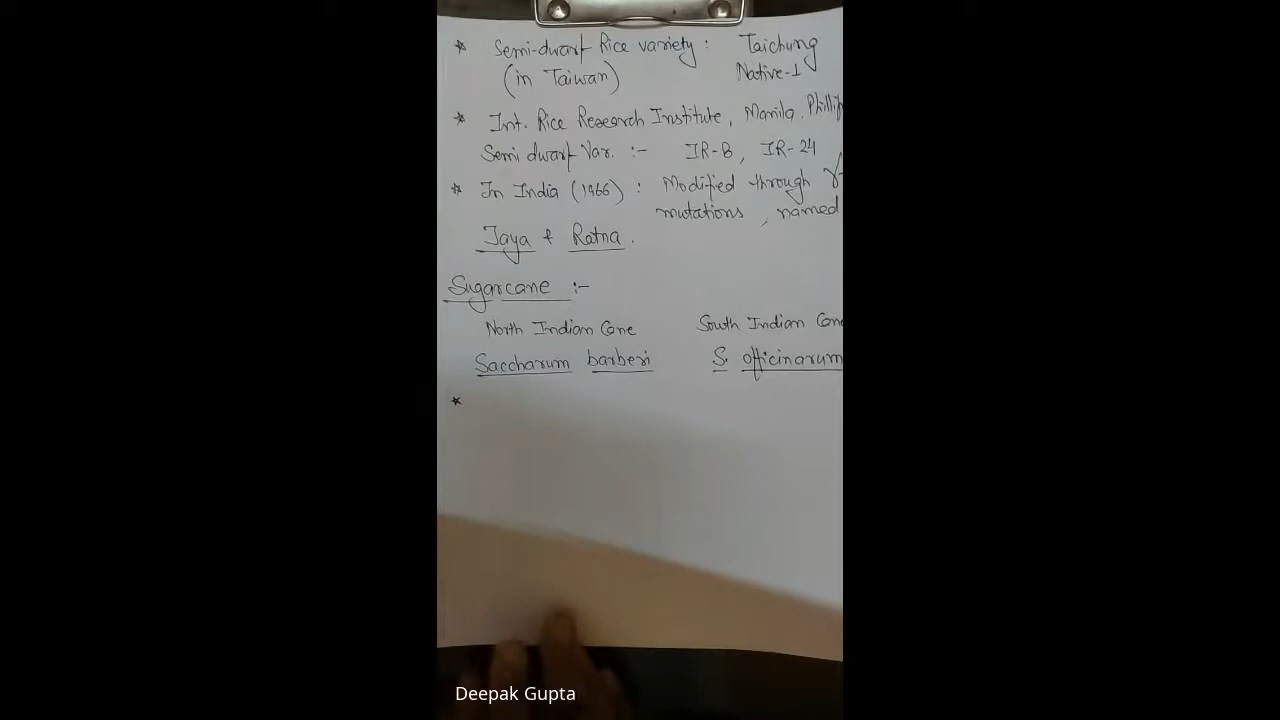 * Semi-dwarf Rice variety : Taichung
(in Taiwan) Native-1
* Int. Rice Research Institute, Manila, Phillip
Semi dwarf Var. :- IR-8, IR-24
* In India (1966) : Modified through γ-
mutations, named
Jaya & Ratna.
Sugarcane :-
North Indian Cane South Indian Cane
Saccharum barberi S. officinarum
*
Deepak Gupta